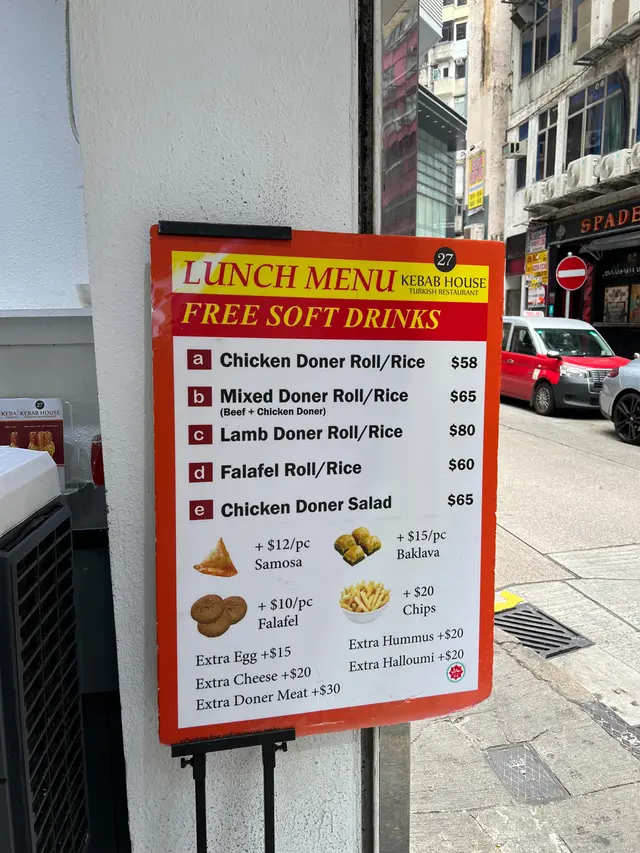 LUNCH MENU
27
KEBAB HOUSE
TURKISH RESTAURANT
FREE SOFT DRINKS
a Chicken Doner Roll/Rice $58
b Mixed Doner Roll/Rice $65
(Beef + Chicken Doner)
c Lamb Doner Roll/Rice $80
d Falafel Roll/Rice $60
e Chicken Doner Salad $65
+ $12/pc
Samosa
+ $15/pc
Baklava
+ $10/pc
Falafel
+ $20
Chips
Extra Egg +$15
Extra Cheese +$20
Extra Doner Meat +$30
Extra Hummus +$20
Extra Halloumi +$20
KEBAB HOUSE
SPADE